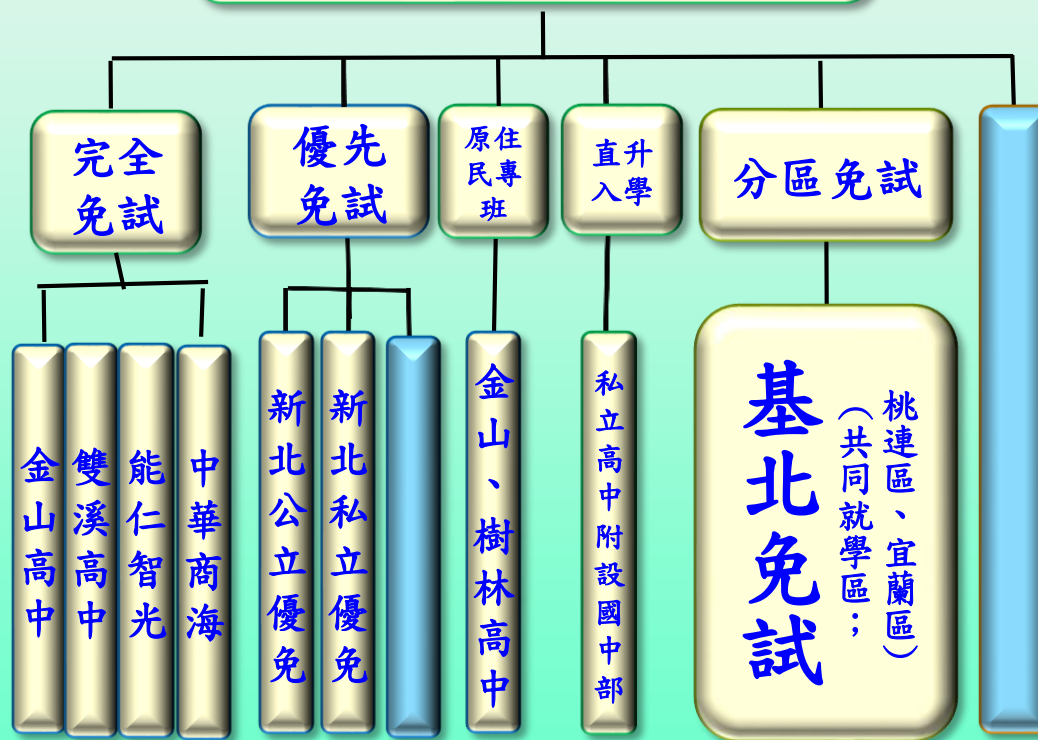 完全
免試
優先
免試
原住
民專
班
直升
入學
分區免試
金山高中
雙溪高中
能仁智光
中華商海
新北公立優免
新北私立優免
金山、樹林高中
私立高中附設國中部
基北免試
（共同就學區；
桃連區、宜蘭區）